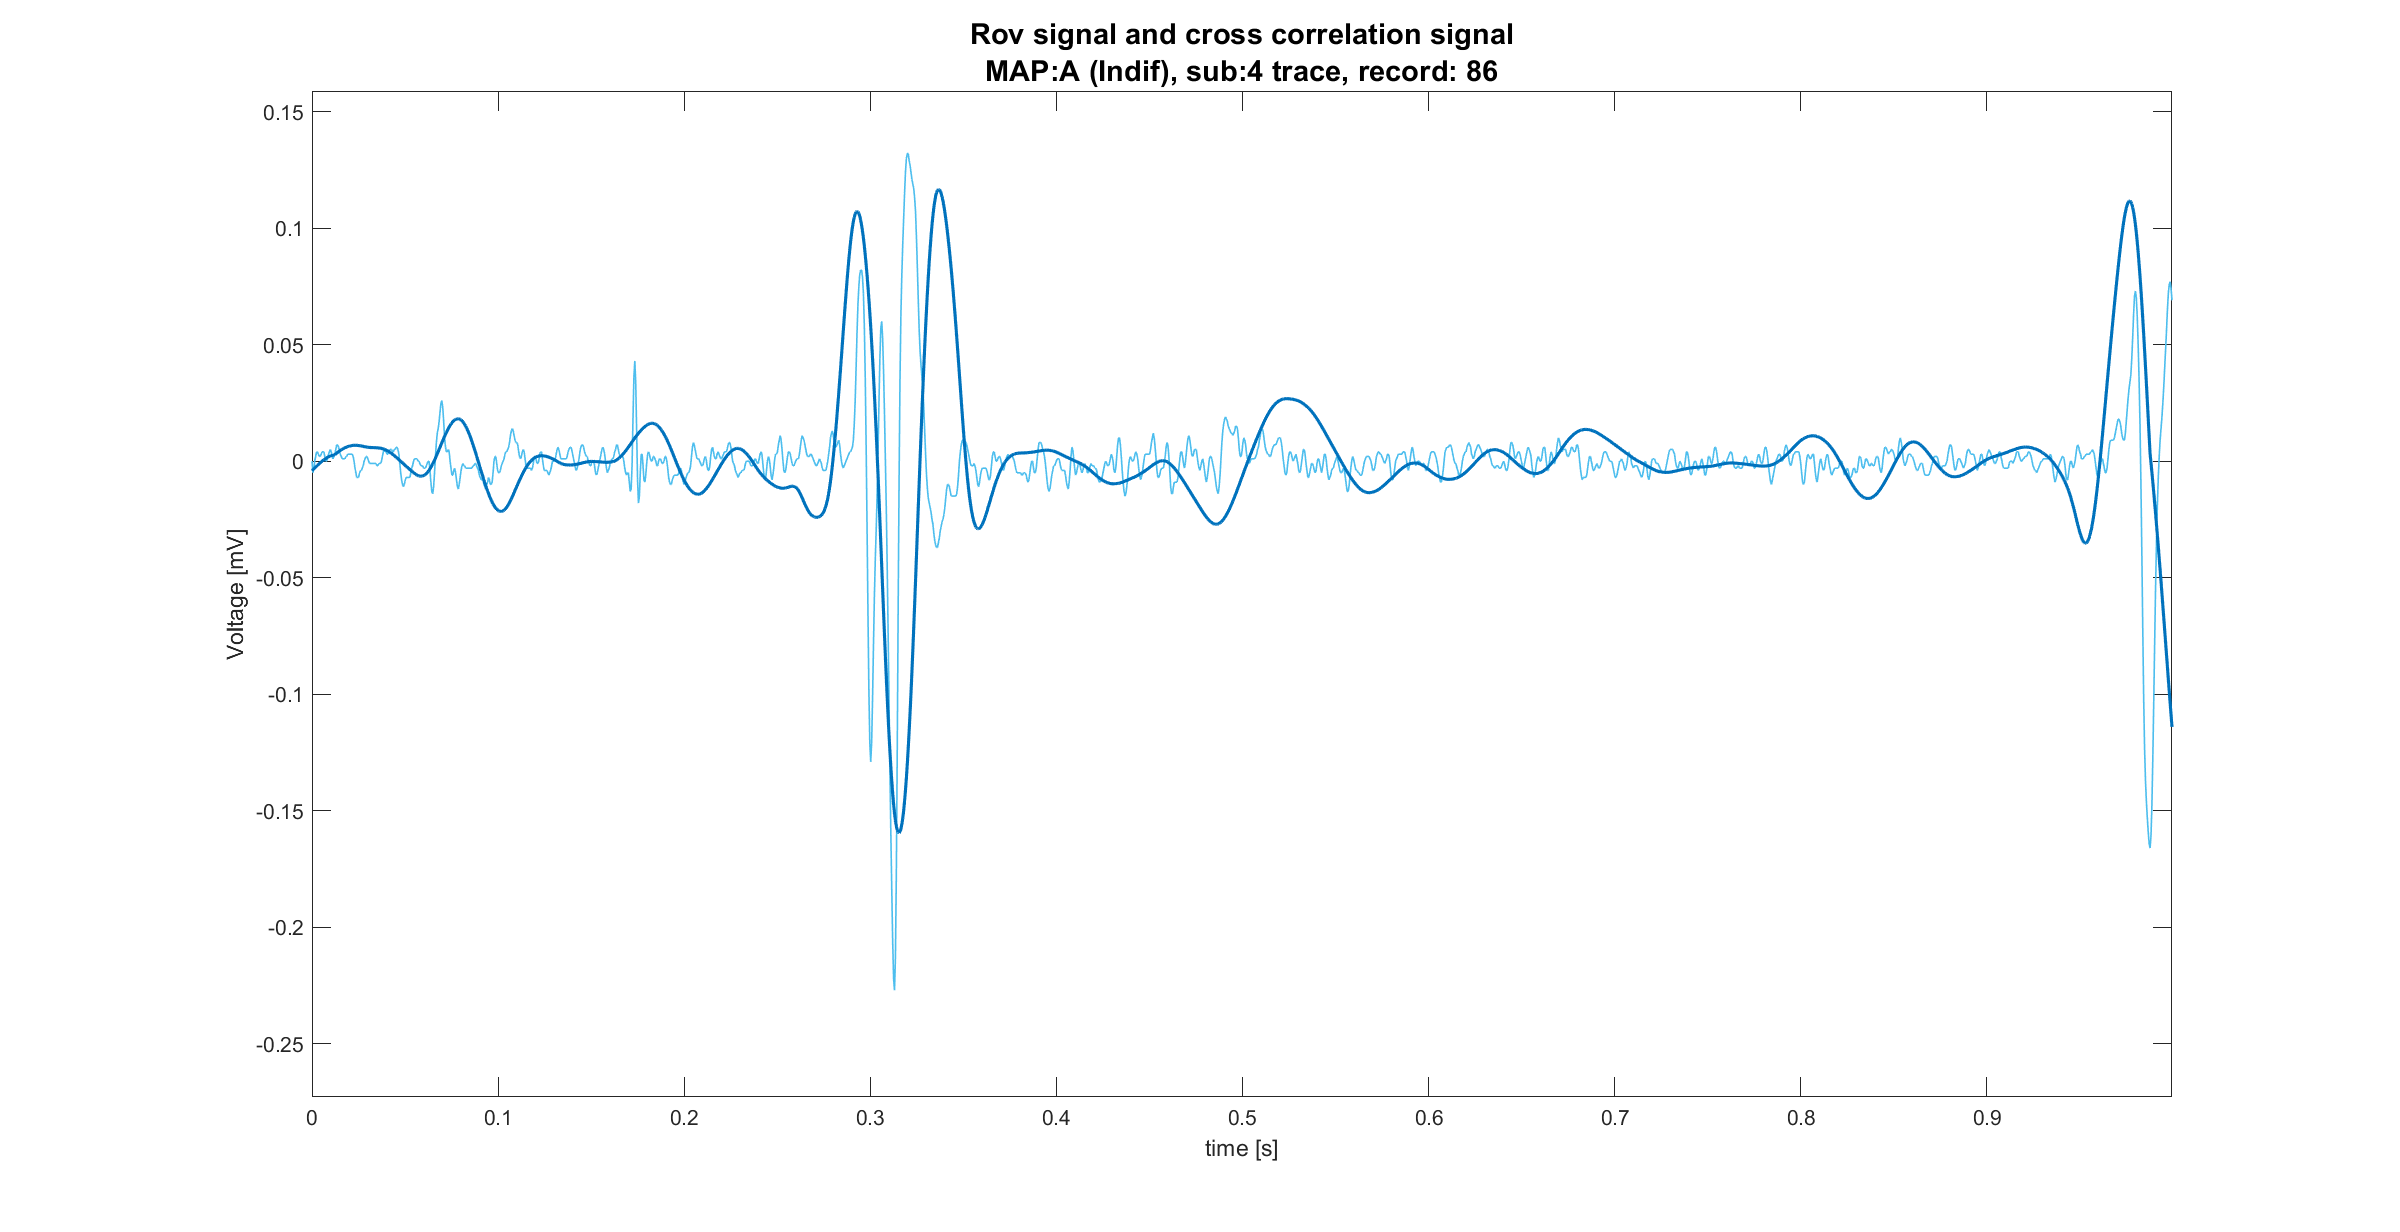 Rov signal and cross correlation signal
MAP:A (Indif), sub:4 trace, record: 86
0.15
0.1
0.05
0
-0.05
-0.1
-0.15
-0.2
-0.25
Voltage [mV]
0 0.1 0.2 0.3 0.4 0.5 0.6 0.7 0.8 0.9
time [s]